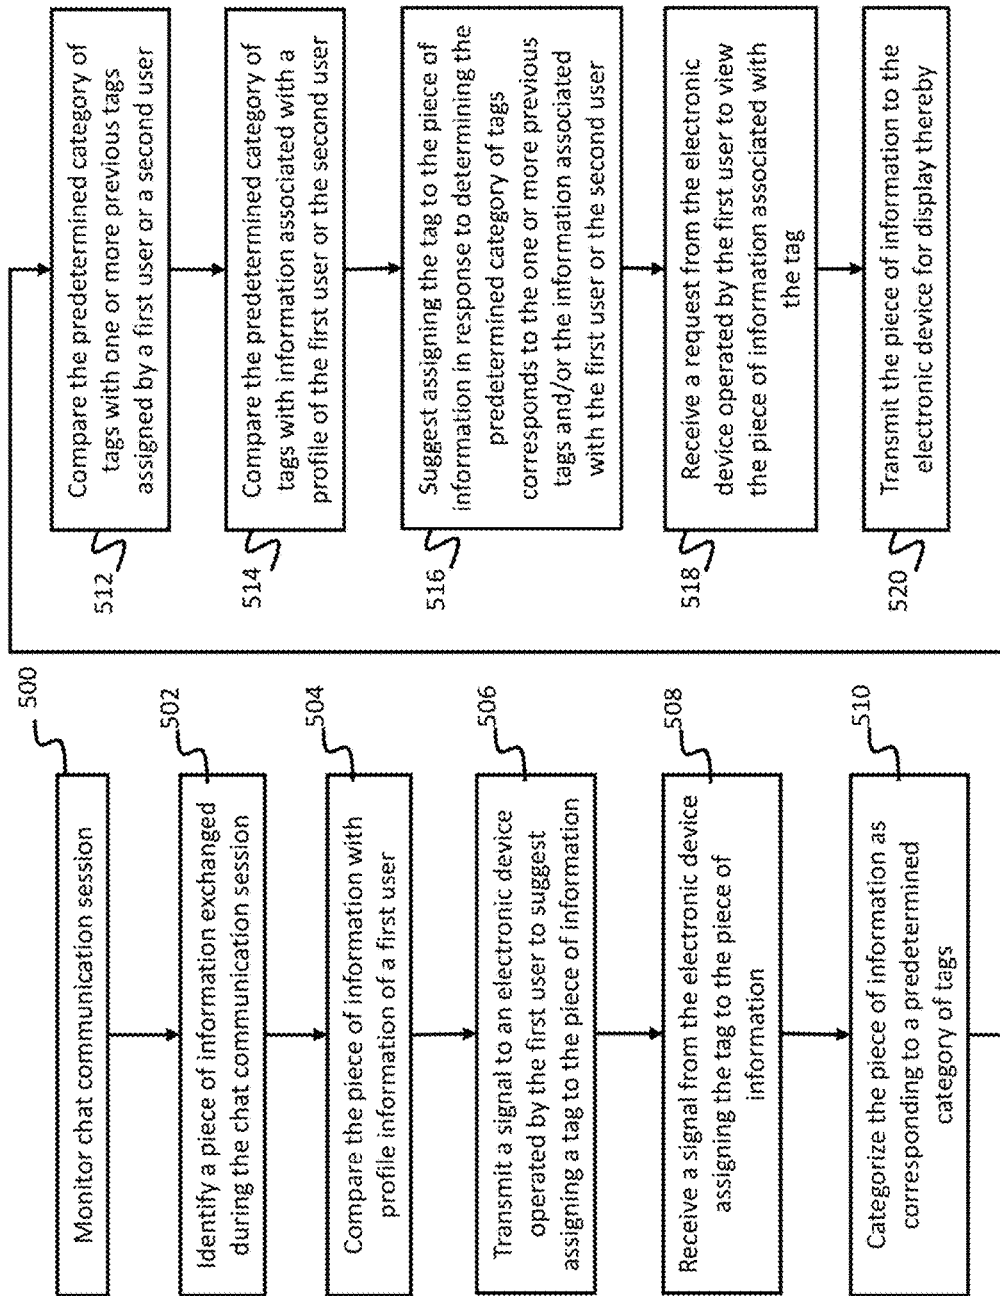 500
Monitor chat communication session
502
Identify a piece of information exchanged
during the chat communication session
504
Compare the piece of information with
profile information of a first user
506
Transmit a signal to an electronic device
operated by the first user to suggest
assigning a tag to the piece of information
508
Receive a signal from the electronic device
assigning the tag to the piece of
information
510
Categorize the piece of information as
corresponding to a predetermined
category of tags
512
Compare the predetermined category of
tags with one or more previous tags
assigned by a first user or a second user
514
Compare the predetermined category of
tags with information associated with a
profile of the first user or the second user
516
Suggest assigning the tag to the piece of
information in response to determining the
predetermined category of tags
corresponds to the one or more previous
tags and/or the information associated
with the first user or the second user
518
Receive a request from the electronic
device operated by the first user to view
the piece of information associated with
the tag
520
Transmit the piece of information to the
electronic device for display thereby